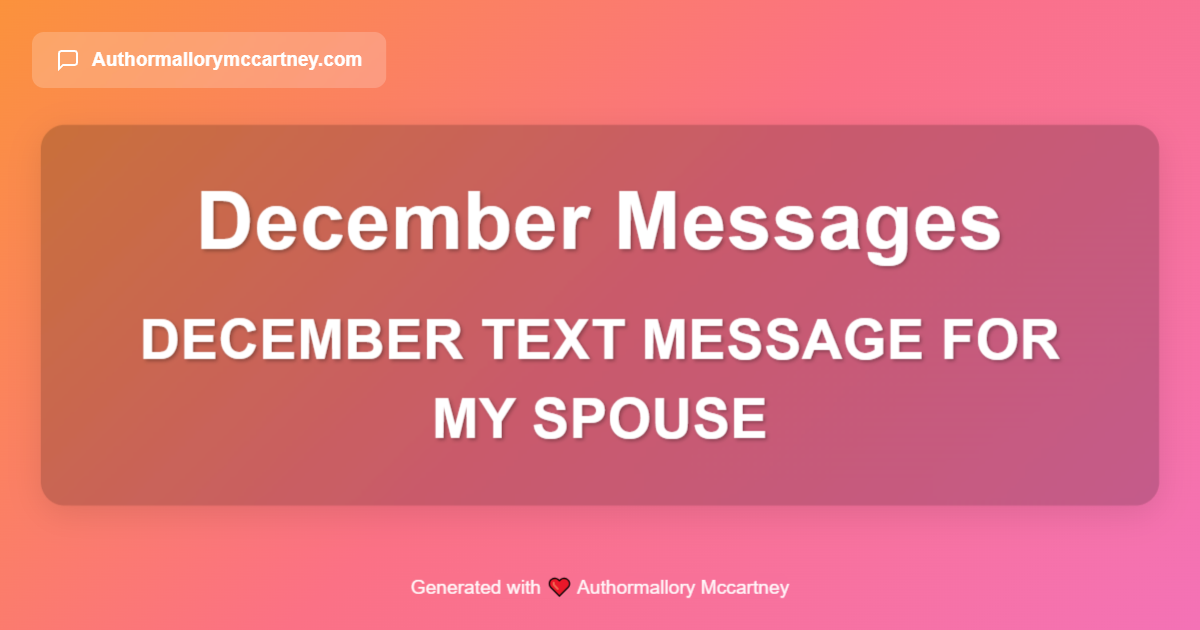 Authormallorymccartney.com
December Messages
DECEMBER TEXT MESSAGE FOR
MY SPOUSE
Generated with ❤️ Authormallory Mccartney